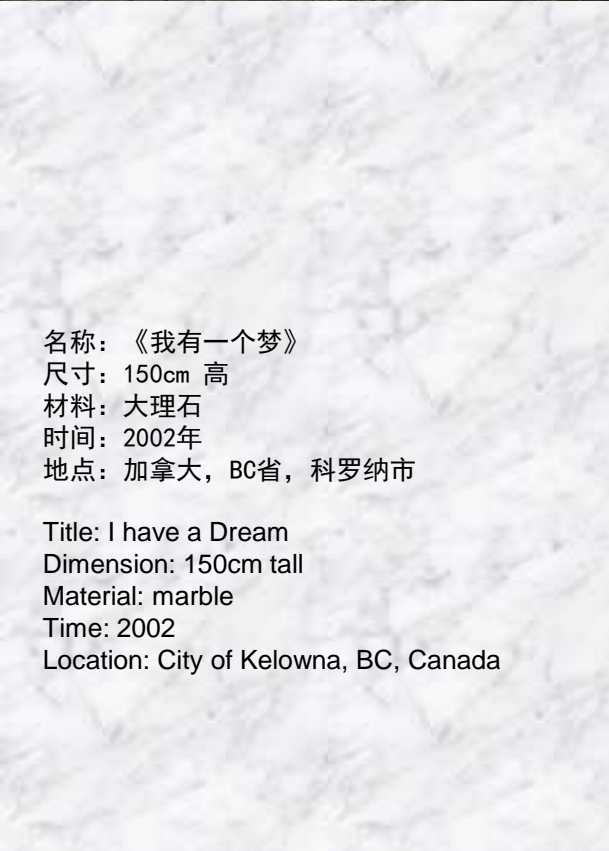 名称：《我有一个梦》
尺寸：150cm 高
材料：大理石
时间：2002年
地点：加拿大，BC省，科罗纳市
Title: I have a Dream
Dimension: 150cm tall
Material: marble
Time: 2002
Location: City of Kelowna, BC, Canada